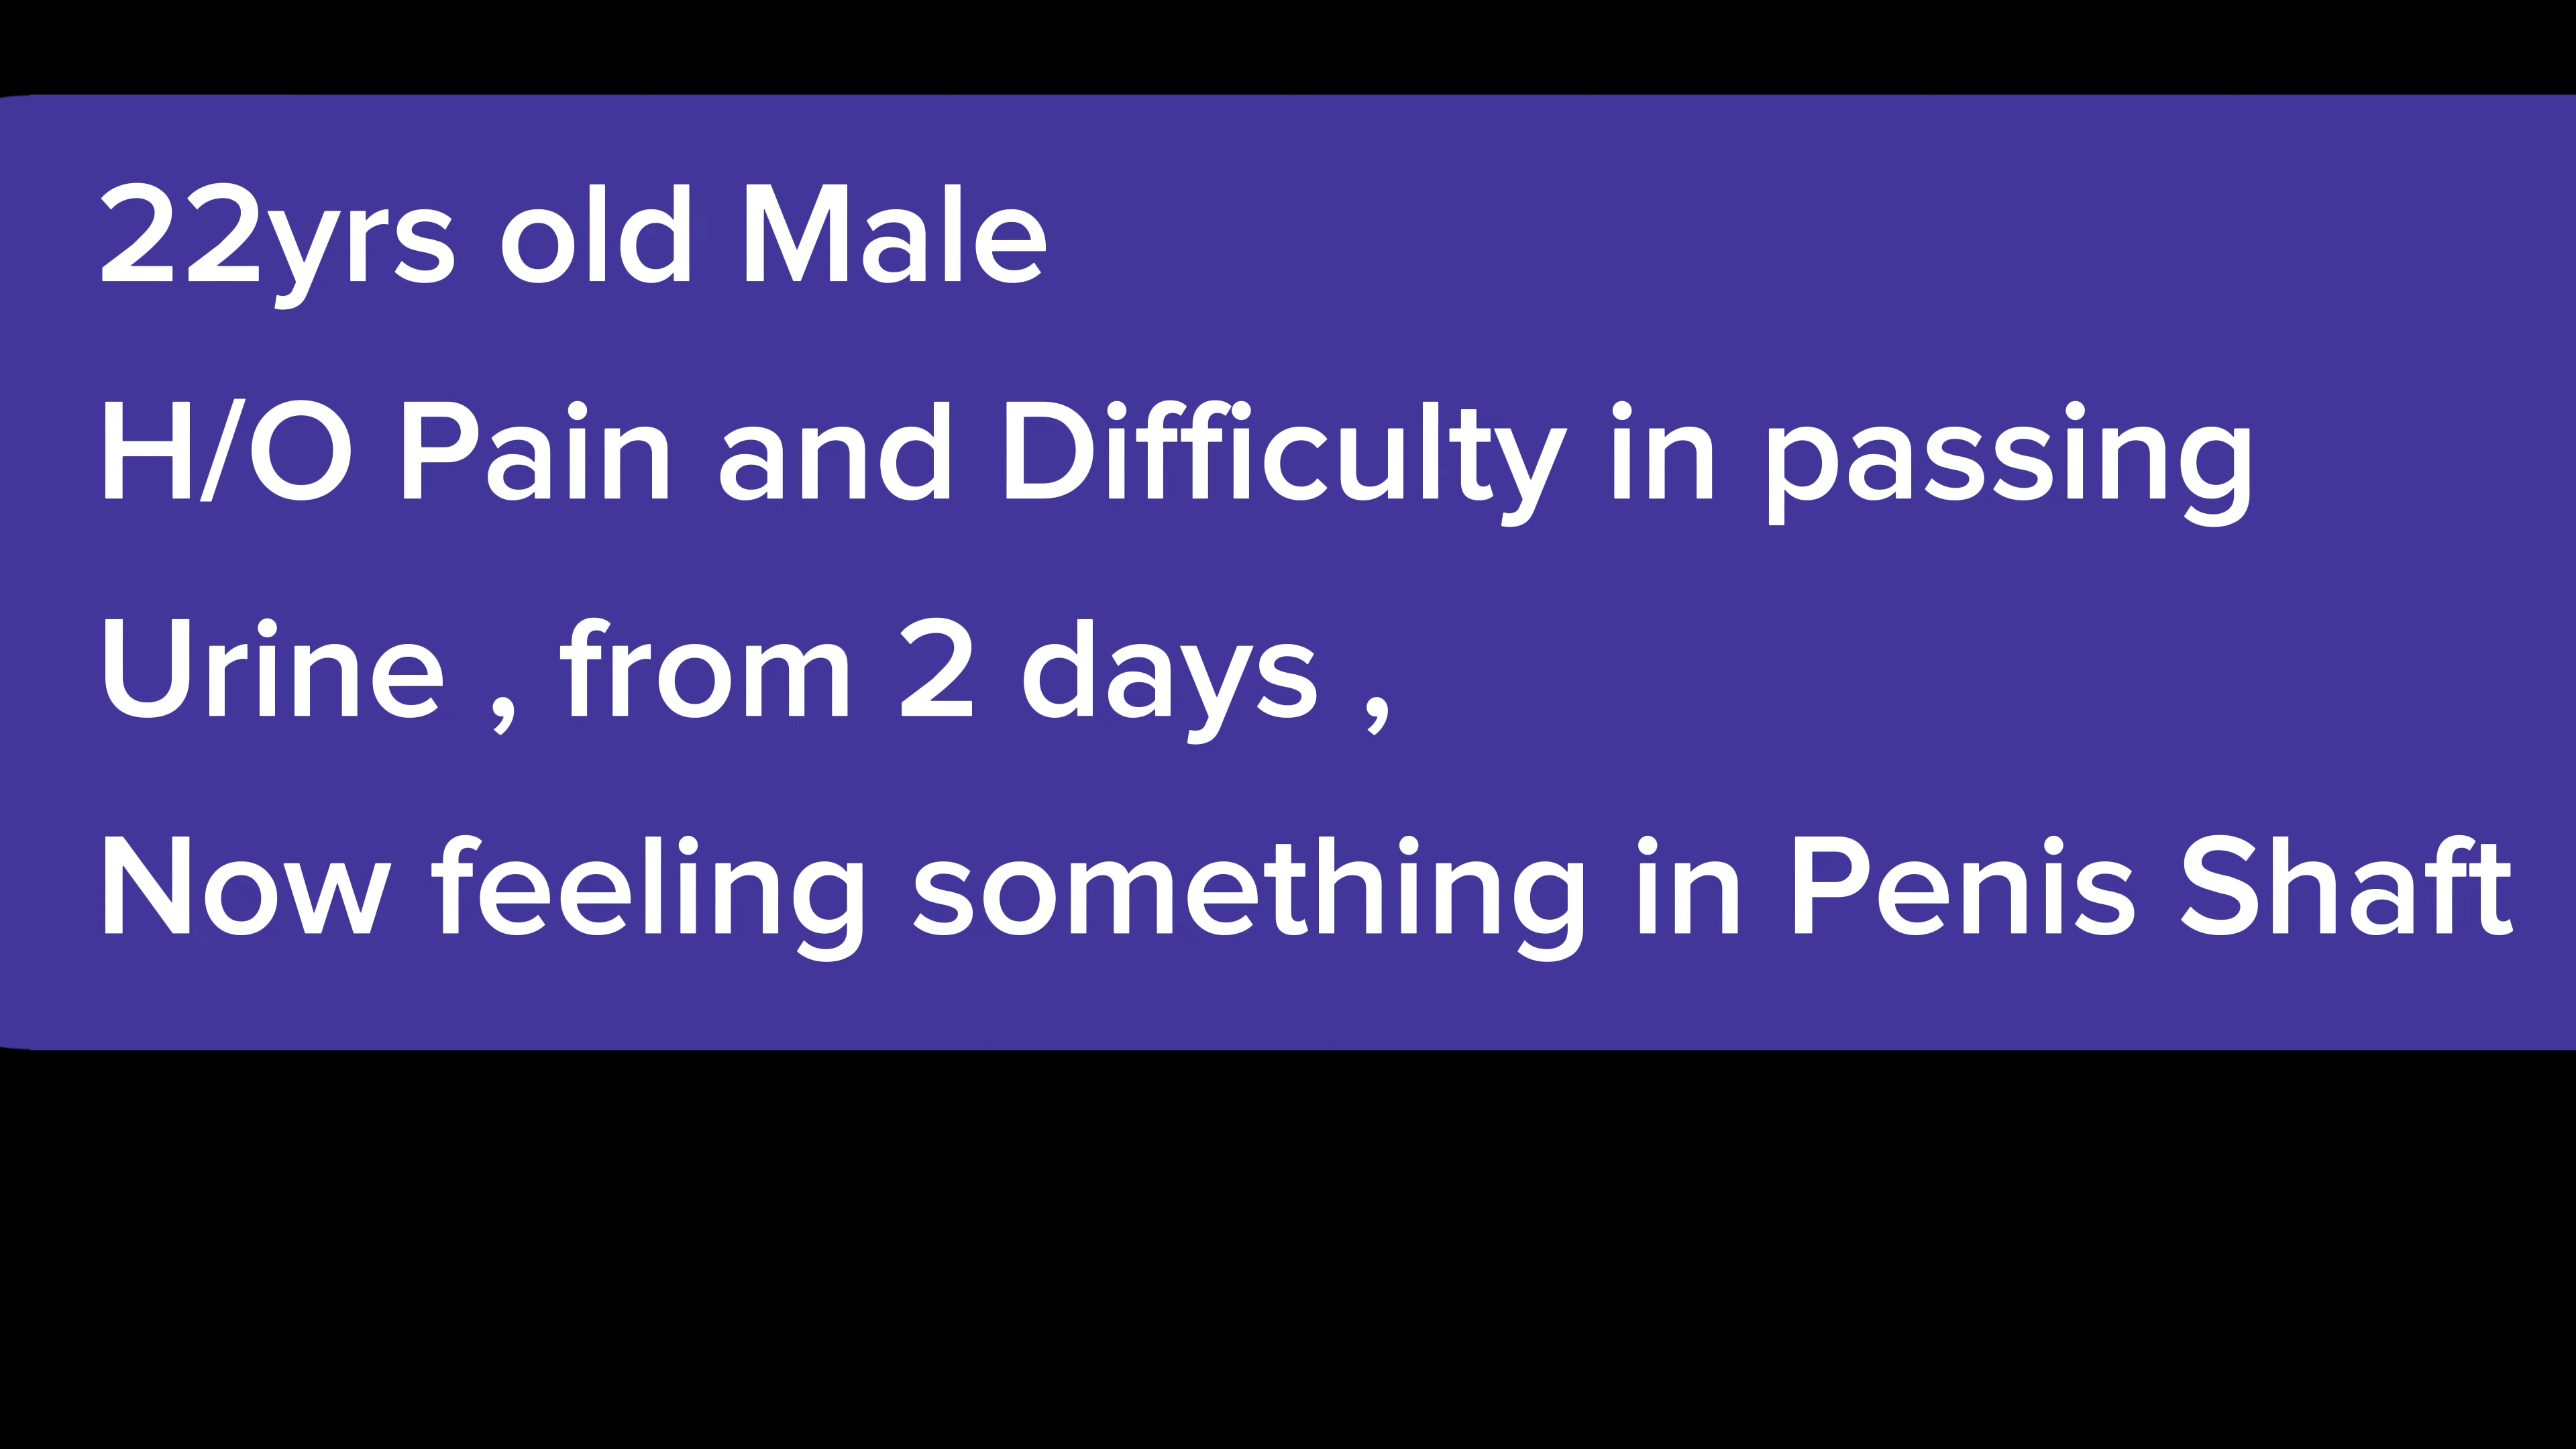 22yrs old Male
H/O Pain and Difficulty in passing
Urine , from 2 days ,
Now feeling something in Penis Shaft